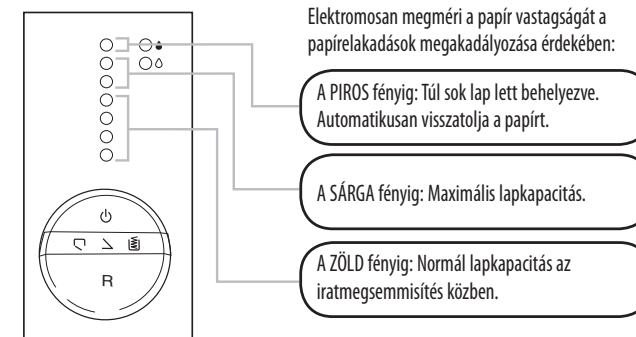 Elektromosan megméri a papír vastagságát a
papírelakadások megakadályozása érdekében:
A PIROS fényig: Túl sok lap lett behelyezve.
Automatikusan visszatolja a papírt.
A SÁRGA fényig: Maximális lapkapacitás.
A ZÖLD fényig: Normál lapkapacitás az
iratmegsemmisítés közben.
R